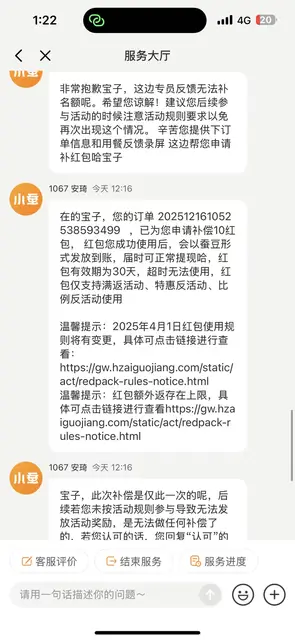 1:22
4G
20
服务大厅
非常抱歉宝子，这边专员反馈无法补
名额呢。希望您谅解！建议您后续参
与活动的时候注意活动规则要求以免
再次出现这个情况。 辛苦您提供下订
单信息和用餐反馈录屏 这边帮您申请
补红包哈宝子
小蚕
1067 安琦 今天 12:16
在的宝子，您的订单 202512161052
538593499 ，已为您申请补偿10红
包， 红包您成功使用后，会以蚕豆形
式发放到账，届时可正常提现哈，红
包有效期为30天，超时无法使用，红
包仅支持满返活动、特惠反活动、比
例反活动使用
温馨提示：2025年4月1日红包使用规
则将有变更，具体可点击链接进行查
看：
https://gw.hzaiguojiang.com/static/
act/redpack-rules-notice.html
温馨提示：红包额外返存在上限，具
体可点击链接进行查看https://gw.hza
iguojiang.com/static/act/redpack-ru
les-notice.html
小蚕
1067 安琦 今天 12:16
宝子，此次补偿是仅此一次的呢，后
续若您未按活动规则参与导致无法发
放活动奖励，是无法做任何补偿了
的，若您认可的话，您回复“认可”的
客服评价
结束服务
服务进度
请用一句话描述你的问题～